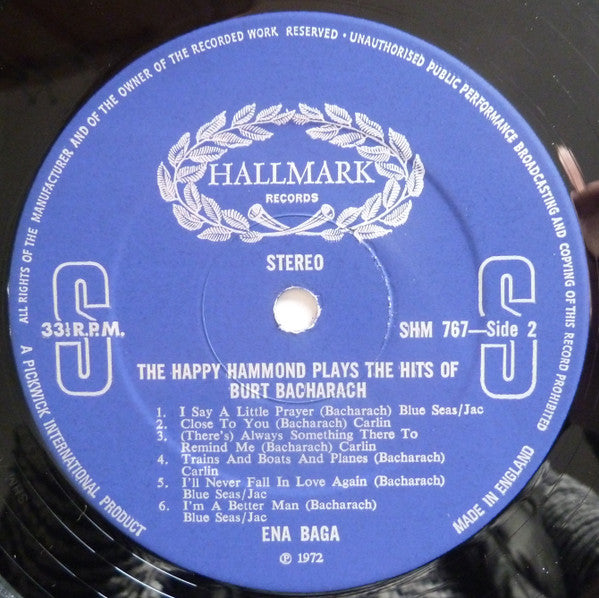 ALL RIGHTS OF THE MANUFACTURER AND OF THE OWNER OF THE RECORDED WORK RESERVED · UNAUTHORISED PUBLIC PERFORMANCE BROADCASTING AND COPYING OF THIS RECORD PROHIBITED
HALLMARK
RECORDS
STEREO
S
S
33⅓ R.P.M.
SHM 767—Side 2
THE HAPPY HAMMOND PLAYS THE HITS OF
BURT BACHARACH
1. I Say A Little Prayer (Bacharach) Blue Seas/Jac
2. Close To You (Bacharach) Carlin
3. (There's) Always Something There To
Remind Me (Bacharach) Carlin
4. Trains And Boats And Planes (Bacharach)
Carlin
5. I'll Never Fall In Love Again (Bacharach)
Blue Seas/Jac
6. I'm A Better Man (Bacharach)
Blue Seas/Jac
ENA BAGA
℗ 1972
A PICKWICK INTERNATIONAL PRODUCT
MADE IN ENGLAND